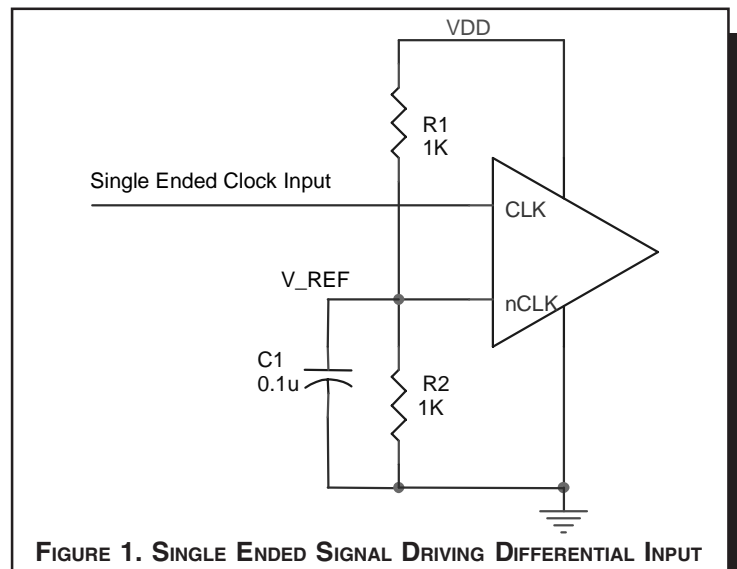 VDD
R1
1K
Single Ended Clock Input
CLK
V_REF
nCLK
C1
0.1u
R2
1K
FIGURE 1. SINGLE ENDED SIGNAL DRIVING DIFFERENTIAL INPUT